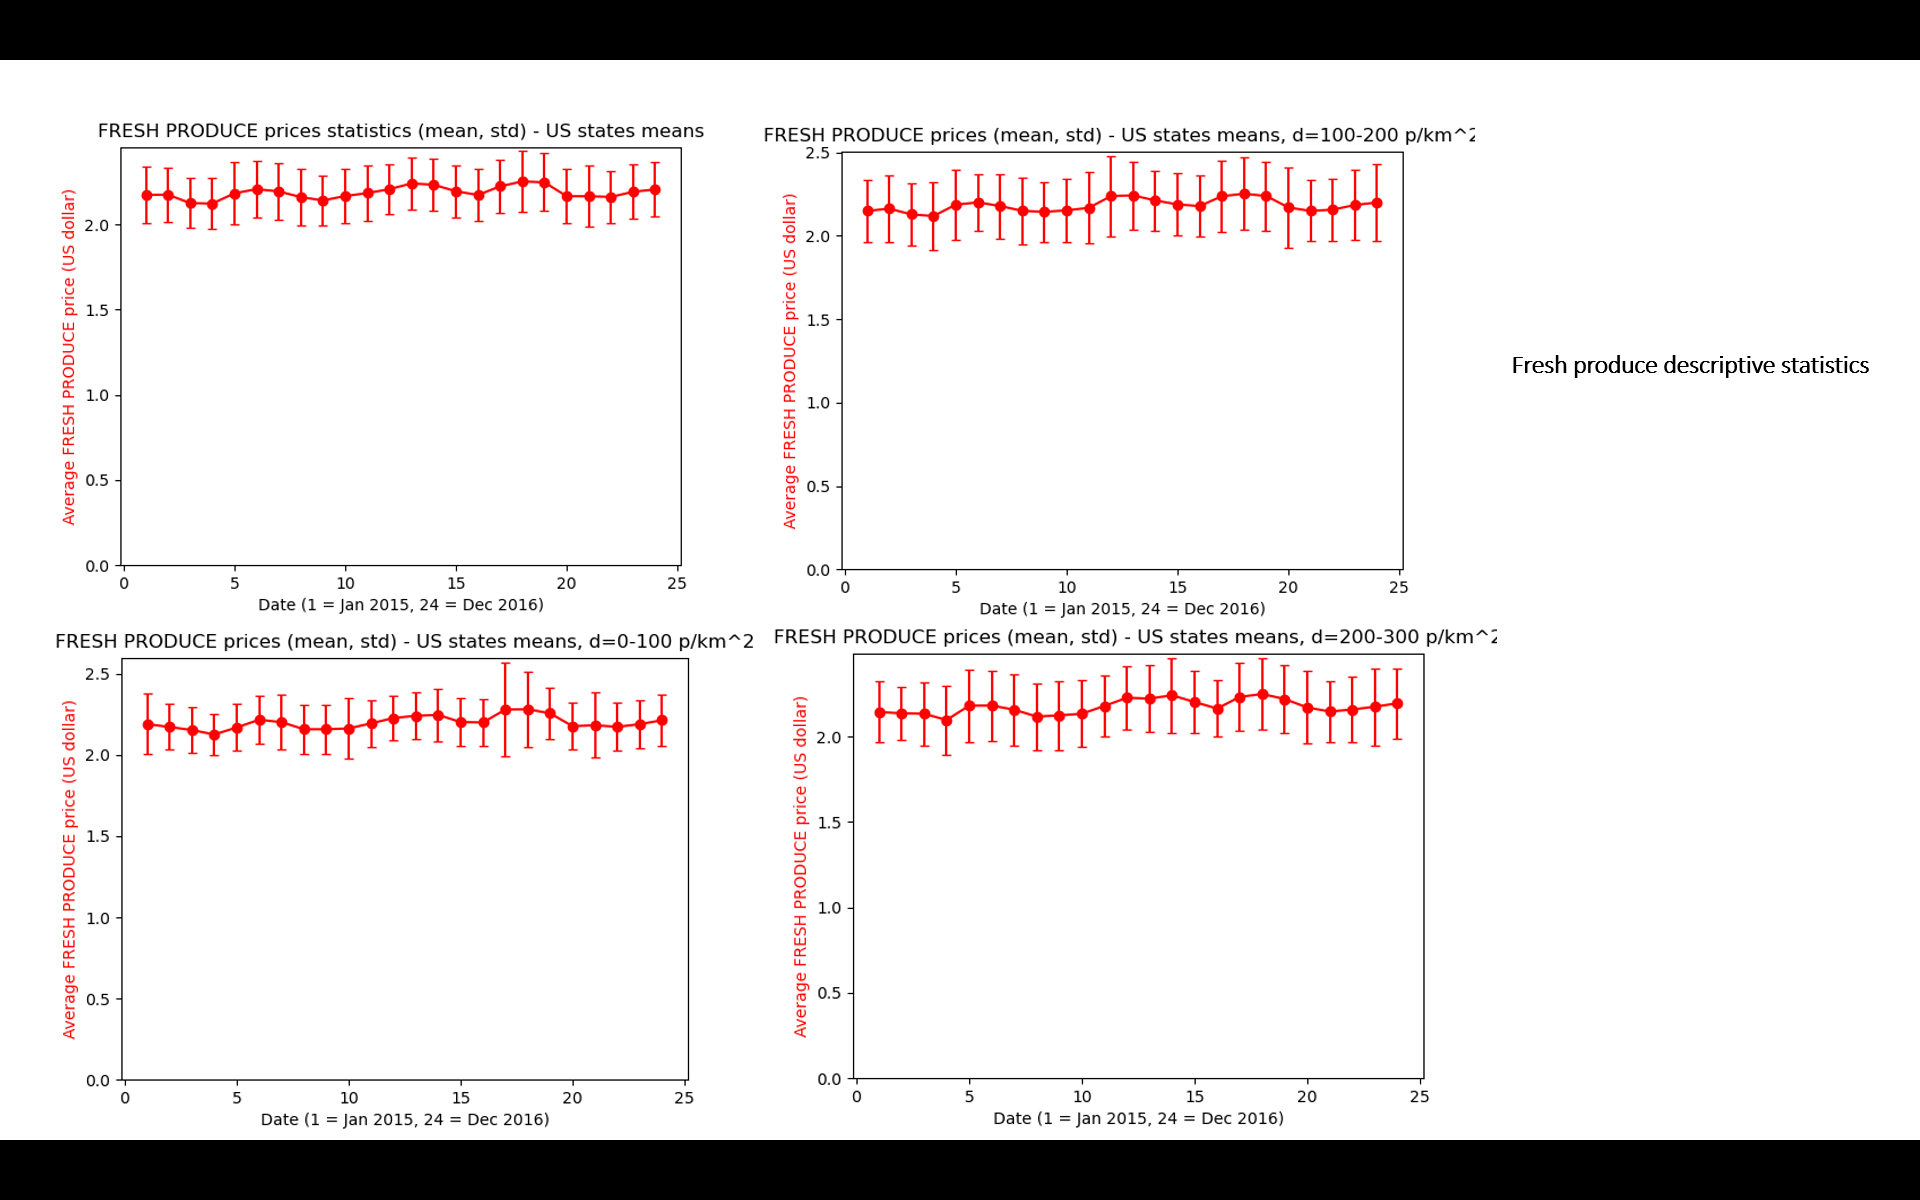 FRESH PRODUCE prices statistics (mean, std) - US states means
Average FRESH PRODUCE price (US dollar)
2.0
1.5
1.0
0.5
0.0
0 5 10 15 20 25
Date (1 = Jan 2015, 24 = Dec 2016)
FRESH PRODUCE prices (mean, std) - US states means, d=100-200 p/km^2
Average FRESH PRODUCE price (US dollar)
2.5
2.0
1.5
1.0
0.5
0.0
0 5 10 15 20 25
Date (1 = Jan 2015, 24 = Dec 2016)
Fresh produce descriptive statistics
FRESH PRODUCE prices (mean, std) - US states means, d=0-100 p/km^2
Average FRESH PRODUCE price (US dollar)
2.5
2.0
1.5
1.0
0.5
0.0
0 5 10 15 20 25
Date (1 = Jan 2015, 24 = Dec 2016)
FRESH PRODUCE prices (mean, std) - US states means, d=200-300 p/km^2
Average FRESH PRODUCE price (US dollar)
2.0
1.5
1.0
0.5
0.0
0 5 10 15 20 25
Date (1 = Jan 2015, 24 = Dec 2016)